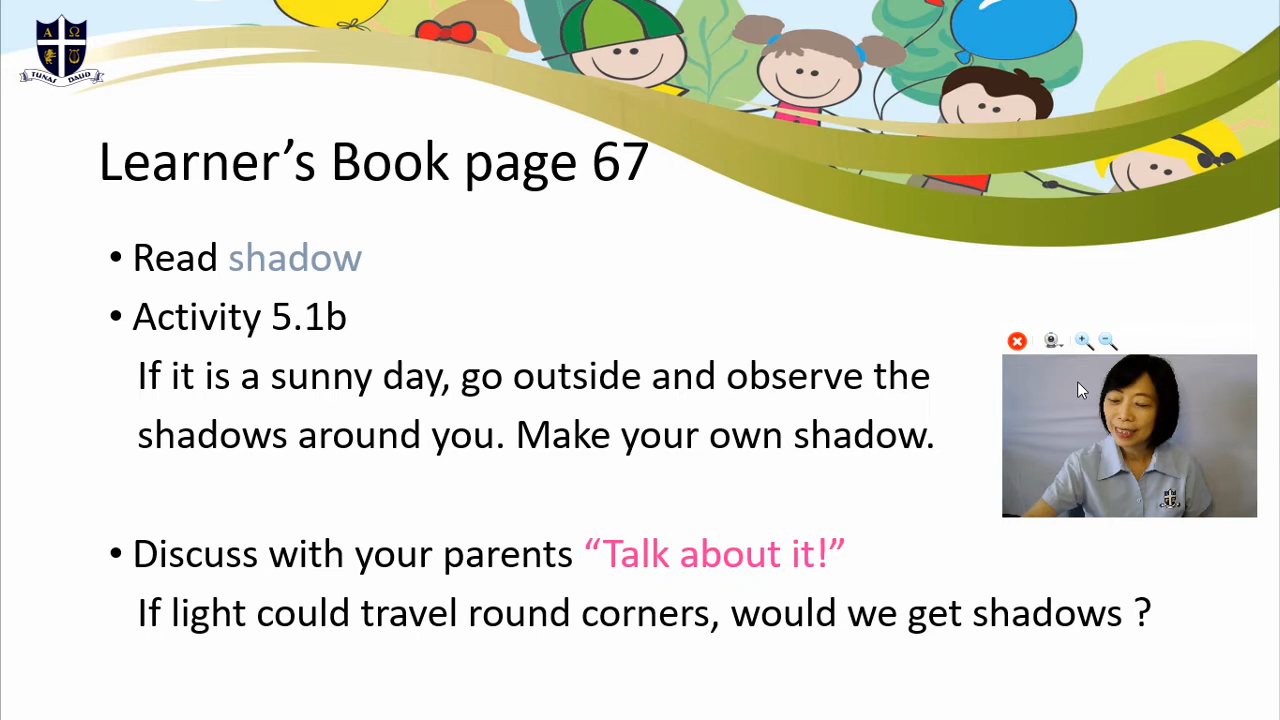 Α Ω
TUNAS DAUD
Learner’s Book page 67
• Read shadow
• Activity 5.1b
If it is a sunny day, go outside and observe the
shadows around you. Make your own shadow.
• Discuss with your parents “Talk about it!”
If light could travel round corners, would we get shadows ?